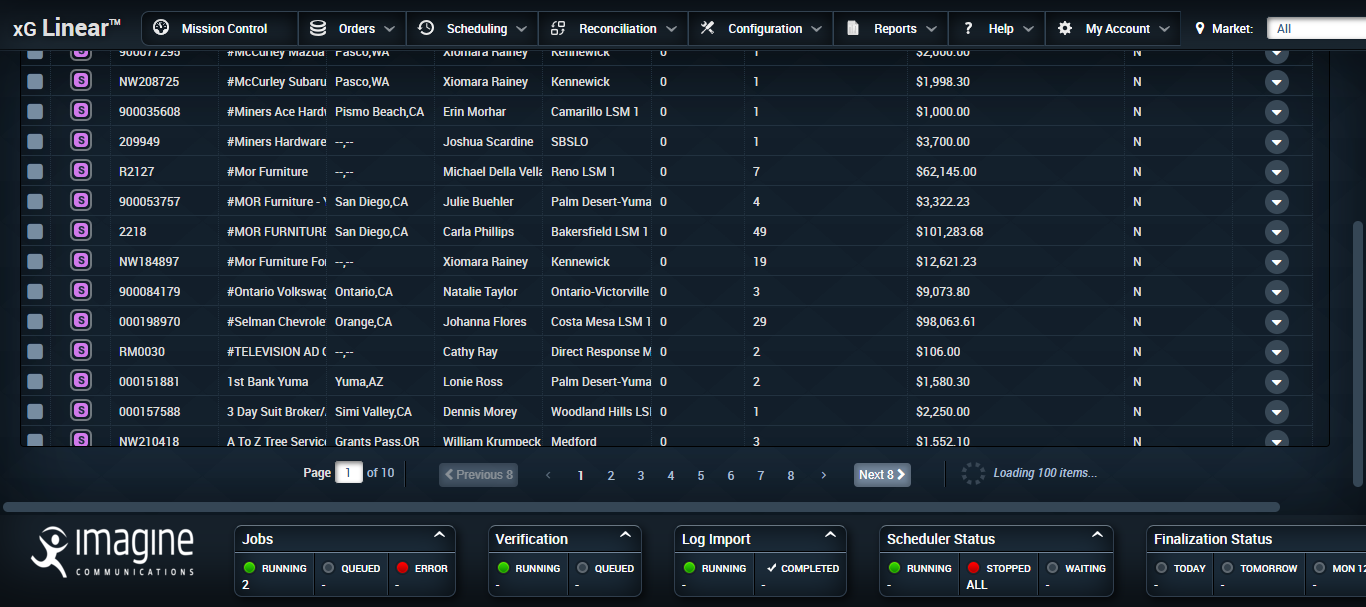 xG Linear™ Mission Control Orders Scheduling Reconciliation Configuration Reports ? Help My Account Market: All
900077295 #McCurley Mazda Pasco,WA Xiomara Rainey Kennewick 0 1 $2,000.00 N
S NW208725 #McCurley Subaru Pasco,WA Xiomara Rainey Kennewick 0 1 $1,998.30 N
S 900035608 #Miners Ace Hardw Pismo Beach,CA Erin Morhar Camarillo LSM 1 0 1 $1,000.00 N
S 209949 #Miners Hardware --,-- Joshua Scardine SBSLO 0 1 $3,700.00 N
S R2127 #Mor Furniture --,-- Michael Della Vella Reno LSM 1 0 7 $62,145.00 N
S 900053757 #MOR Furniture - Y San Diego,CA Julie Buehler Palm Desert-Yuma 0 4 $3,322.23 N
S 2218 #MOR FURNITURE San Diego,CA Carla Phillips Bakersfield LSM 1 0 49 $101,283.68 N
S NW184897 #Mor Furniture For --,-- Xiomara Rainey Kennewick 0 19 $12,621.23 N
S 900084179 #Ontario Volkswag Ontario,CA Natalie Taylor Ontario-Victorville 0 3 $9,073.80 N
S 000198970 #Selman Chevrole Orange,CA Johanna Flores Costa Mesa LSM 1 0 29 $98,063.61 N
S RM0030 #TELEVISION AD C --,-- Cathy Ray Direct Response M 0 2 $106.00 N
S 000151881 1st Bank Yuma Yuma,AZ Lonie Ross Palm Desert-Yuma 0 2 $1,580.30 N
S 000157588 3 Day Suit Broker/ Simi Valley,CA Dennis Morey Woodland Hills LS 0 1 $2,250.00 N
S NW210418 A To Z Tree Service Grants Pass,OR William Krumpeck Medford 0 3 $1,552.10 N
Page 1 of 10 Previous 8 ‹ 1 2 3 4 5 6 7 8 › Next 8 Loading 100 items...
imagine
COMMUNICATIONS
Jobs
RUNNING QUEUED ERROR
2 - -
Verification
RUNNING QUEUED
- -
Log Import
RUNNING COMPLETED
- -
Scheduler Status
RUNNING STOPPED WAITING
- ALL -
Finalization Status
TODAY TOMORROW MON 12
- - -